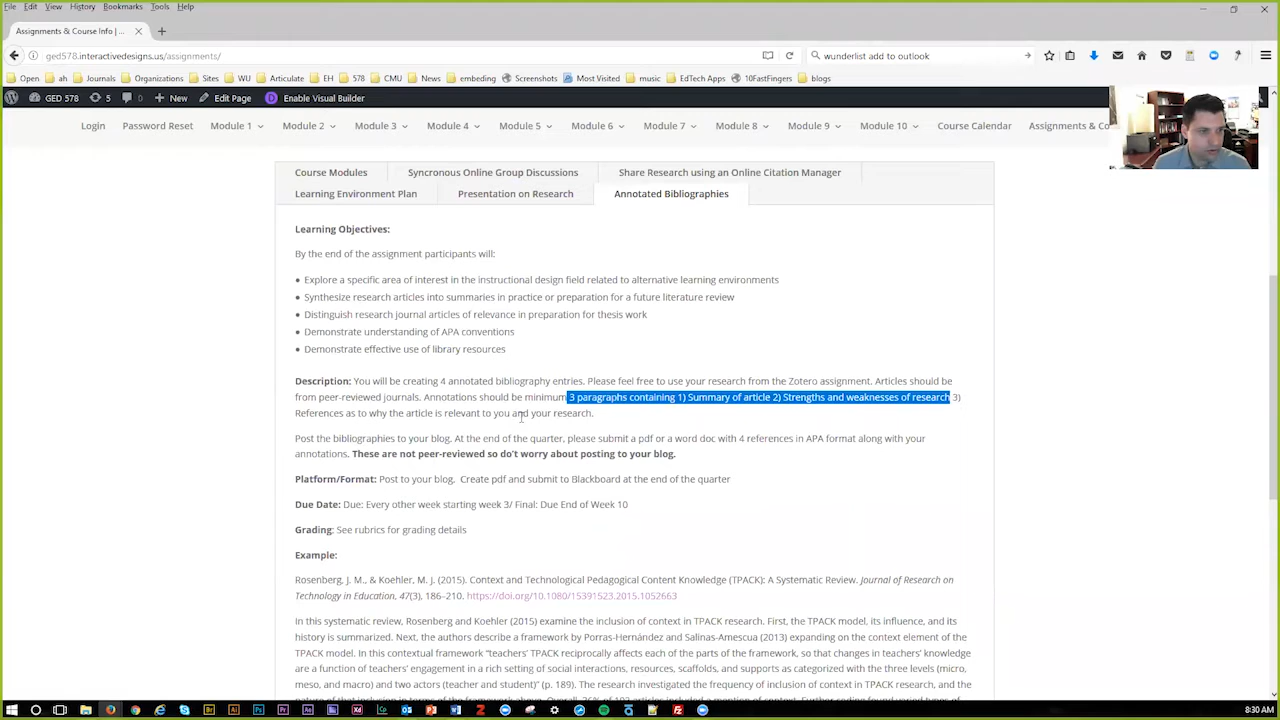 File Edit View History Bookmarks Tools Help
Assignments & Course Info | ...
ged578.interactivedesigns.us/assignments/
wunderlist add to outlook
Open ah Journals Organizations Sites WU Articulate EH 578 CMU News embeding Screenshots Most Visited music EdTech Apps 10FastFingers blogs
GED 578 5 0 New Edit Page Enable Visual Builder
Login Password Reset Module 1 Module 2 Module 3 Module 4 Module 5 Module 6 Module 7 Module 8 Module 9 Module 10 Course Calendar Assignments & Co
Course Modules Syncronous Online Group Discussions Share Research using an Online Citation Manager
Learning Environment Plan Presentation on Research Annotated Bibliographies
Learning Objectives:
By the end of the assignment participants will:
• Explore a specific area of interest in the instructional design field related to alternative learning environments
• Synthesize research articles into summaries in practice or preparation for a future literature review
• Distinguish research journal articles of relevance in preparation for thesis work
• Demonstrate understanding of APA conventions
• Demonstrate effective use of library resources
Description: You will be creating 4 annotated bibliography entries. Please feel free to use your research from the Zotero assignment. Articles should be
from peer-reviewed journals. Annotations should be minimum 3 paragraphs containing 1) Summary of article 2) Strengths and weaknesses of research 3)
References as to why the article is relevant to you and your research.
Post the bibliographies to your blog. At the end of the quarter, please submit a pdf or a word doc with 4 references in APA format along with your
annotations. These are not peer-reviewed so do't worry about posting to your blog.
Platform/Format: Post to your blog. Create pdf and submit to Blackboard at the end of the quarter
Due Date: Due: Every other week starting week 3/ Final: Due End of Week 10
Grading: See rubrics for grading details
Example:
Rosenberg, J. M., & Koehler, M. J. (2015). Context and Technological Pedagogical Content Knowledge (TPACK): A Systematic Review. Journal of Research on
Technology in Education, 47(3), 186–210. https://doi.org/10.1080/15391523.2015.1052663
In this systematic review, Rosenberg and Koehler (2015) examine the inclusion of context in TPACK research. First, the TPACK model, its influence, and its
history is summarized. Next, the authors describe a framework by Porras-Hernández and Salinas-Amescua (2013) expanding on the context element of the
TPACK model. In this contextual framework “teachers’ TPACK reciprocally affects each of the parts of the framework, so that changes in teachers’ knowledge
are a function of teachers’ engagement in a rich setting of social interactions, resources, scaffolds, and supports as categorized with the three levels (micro,
meso, and macro) and two actors (teacher and student)” (p. 189). The research investigated the frequency of inclusion of context in TPACK research, and the
8:30 AM